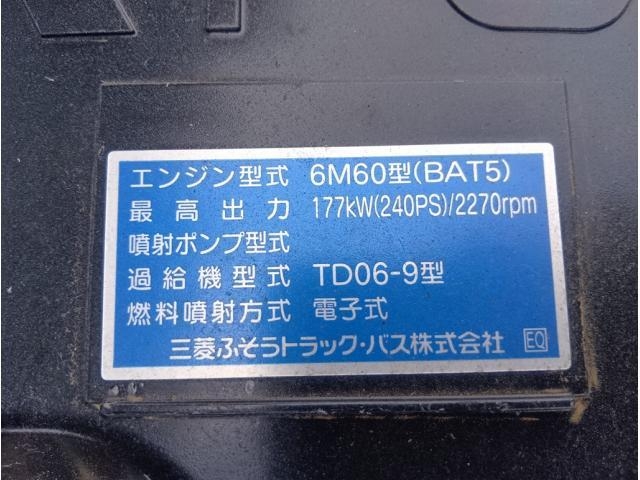 エンジン型式 6M60型(BAT5)
最高出力 177kW(240PS)/2270rpm
噴射ポンプ型式
過給機型式 TD06-9型
燃料噴射方式 電子式
三菱ふそうトラック・バス株式会社 EQ